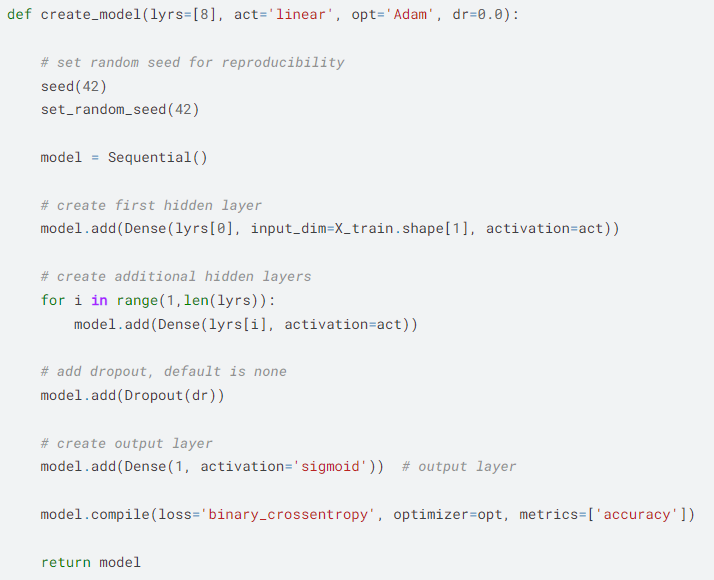 def create_model(lyrs=[8], act='linear', opt='Adam', dr=0.0):
    # set random seed for reproducibility
    seed(42)
    set_random_seed(42)
    model = Sequential()
    # create first hidden layer
    model.add(Dense(lyrs[0], input_dim=X_train.shape[1], activation=act))
    # create additional hidden layers
    for i in range(1,len(lyrs)):
        model.add(Dense(lyrs[i], activation=act))
    # add dropout, default is none
    model.add(Dropout(dr))
    # create output layer
    model.add(Dense(1, activation='sigmoid'))  # output layer
    model.compile(loss='binary_crossentropy', optimizer=opt, metrics=['accuracy'])
    return model